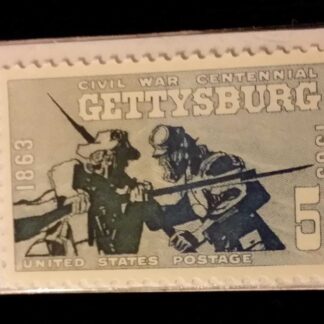 CIVIL WAR CENTENNIAL
GETTYSBURG
1863
1963
5
UNITED STATES POSTAGE